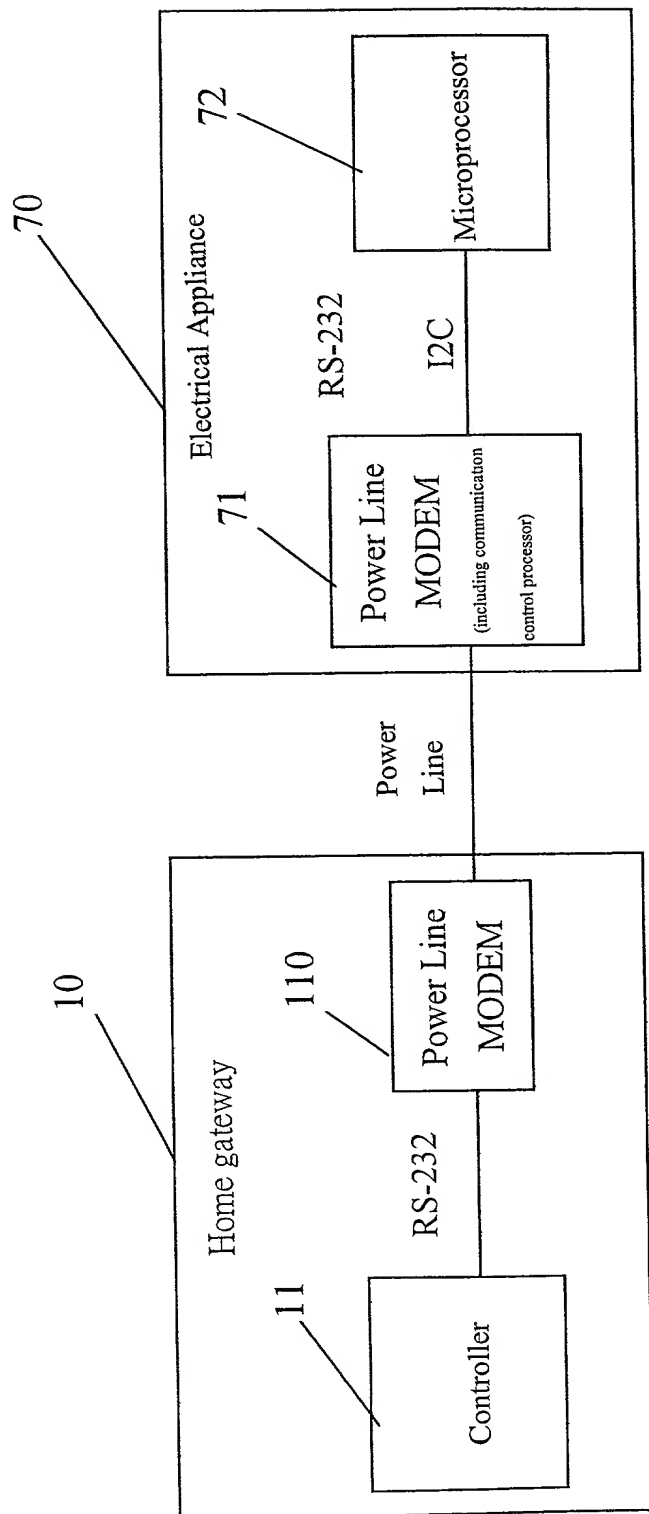 10
Home gateway
11
Controller
RS-232
110
Power Line
MODEM
Power
Line
70
Electrical Appliance
71
Power Line
MODEM
(including communication
control processor)
RS-232
I2C
72
Microprocessor